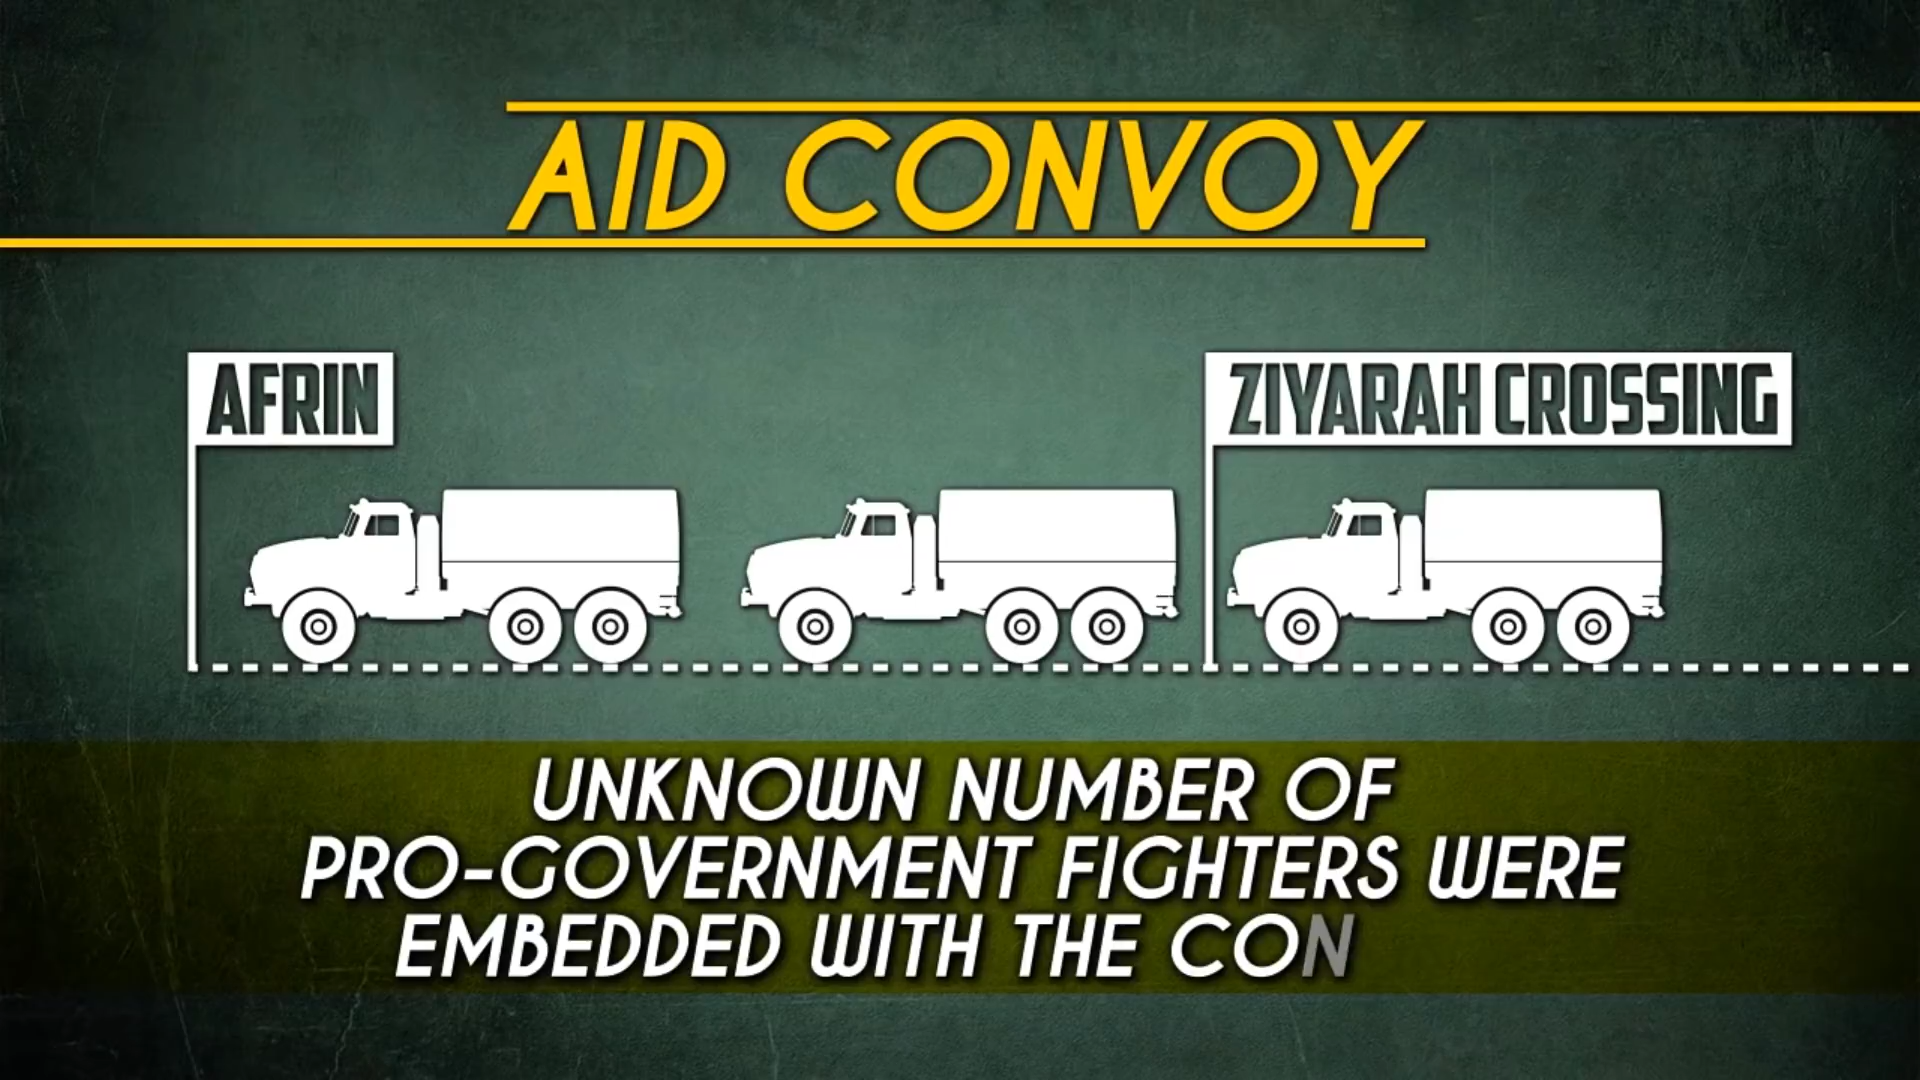 AID CONVOY
AFRIN
ZIYARAH CROSSING
UNKNOWN NUMBER OF
PRO-GOVERNMENT FIGHTERS WERE
EMBEDDED WITH THE CON